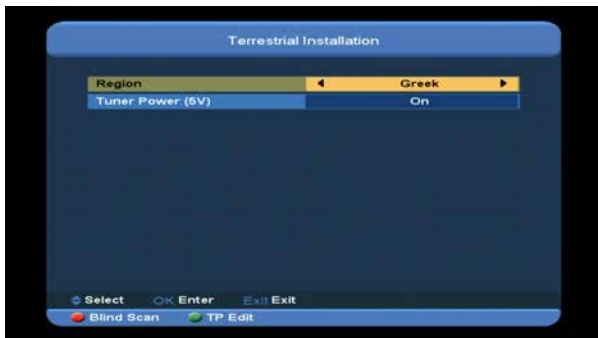 Terrestrial Installation
Region Greek
Tuner Power (5V) On
Select OK Enter Exit Exit
Blind Scan TP Edit